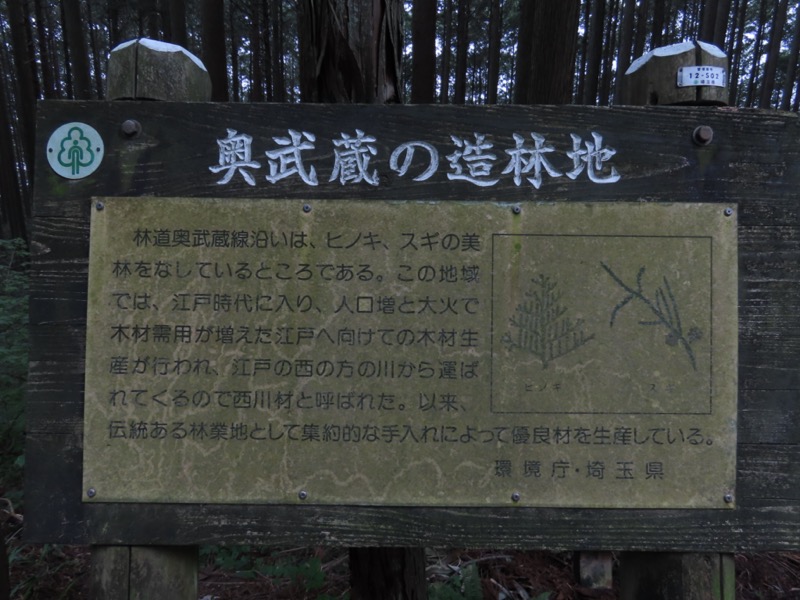 奥武蔵の造林地
12-502
林道奥武蔵線沿いは、ヒノキ、スギの美
林をなしているところである。この地域
では、江戸時代に入り、人口増と大火で
木材需用が増えた江戸へ向けての木材生
産が行われ、江戸の西の方の川から運ば
れてくるので西川材と呼ばれた。以来、
伝統ある林業地として集約的な手入れによって優良材を生産している。
ヒノキ
環境庁・埼玉県